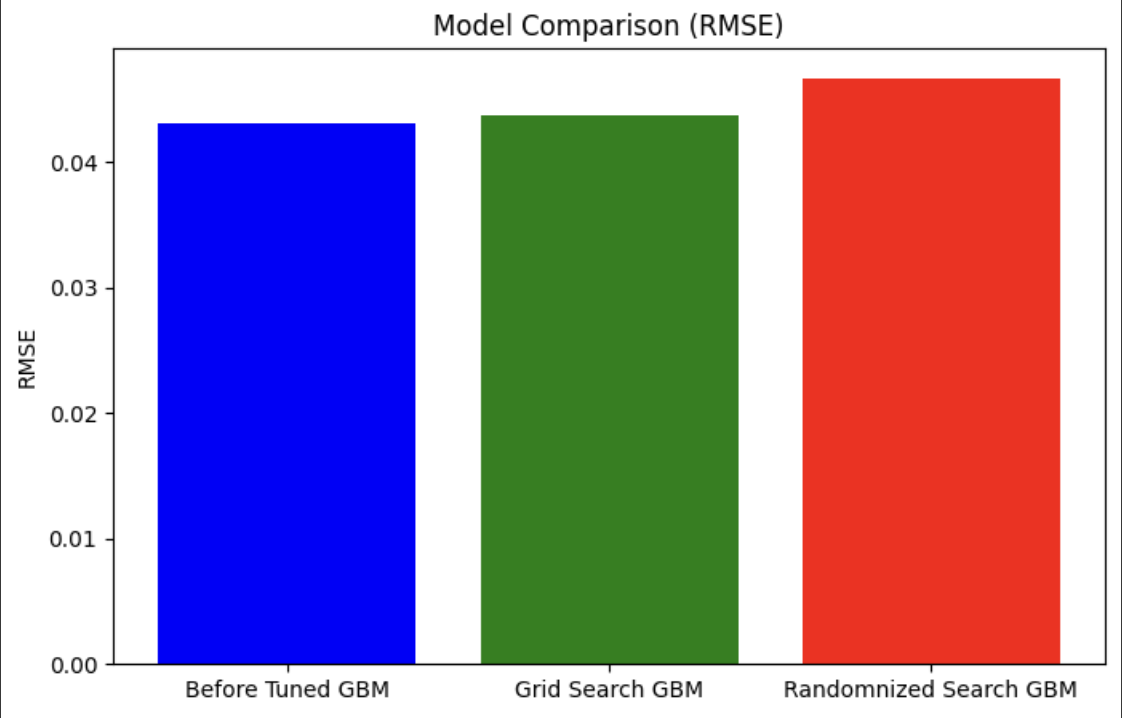 Model Comparison (RMSE)
RMSE
0.04
0.03
0.02
0.01
0.00
Before Tuned GBM
Grid Search GBM
Randomnized Search GBM